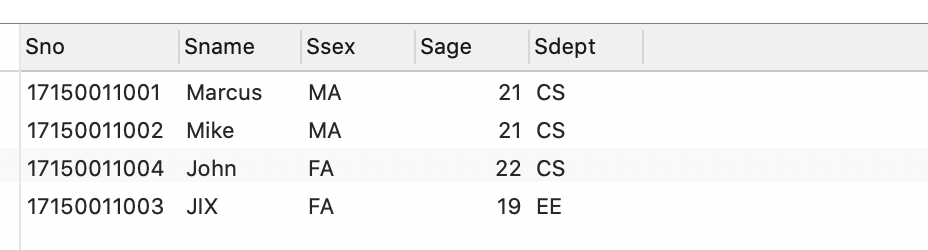 Sno Sname Ssex Sage Sdept
17150011001 Marcus MA 21 CS
17150011002 Mike MA 21 CS
17150011004 John FA 22 CS
17150011003 JIX FA 19 EE